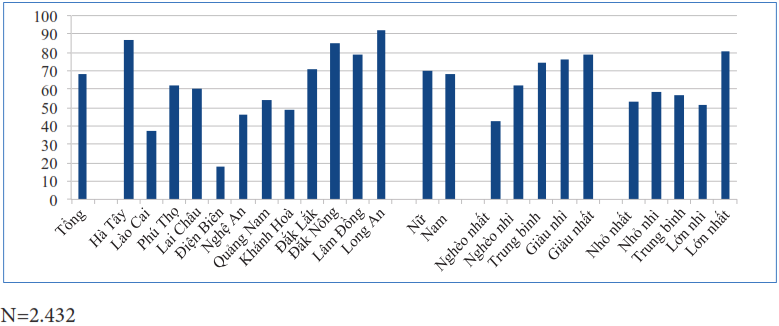 100
90
80
70
60
50
40
30
20
10
0
Tổng
Hà Tây
Lào Cai
Phú Thọ
Lai Châu
Điện Biên
Nghệ An
Quảng Nam
Khánh Hoà
Đắk Lắk
Đắk Nông
Lâm Đồng
Long An
Nữ
Nam
Nghèo nhất
Nghèo nhì
Trung bình
Giàu nhì
Giàu nhất
Nhỏ nhất
Nhỏ nhì
Trung bình
Lớn nhì
Lớn nhất
N=2.432